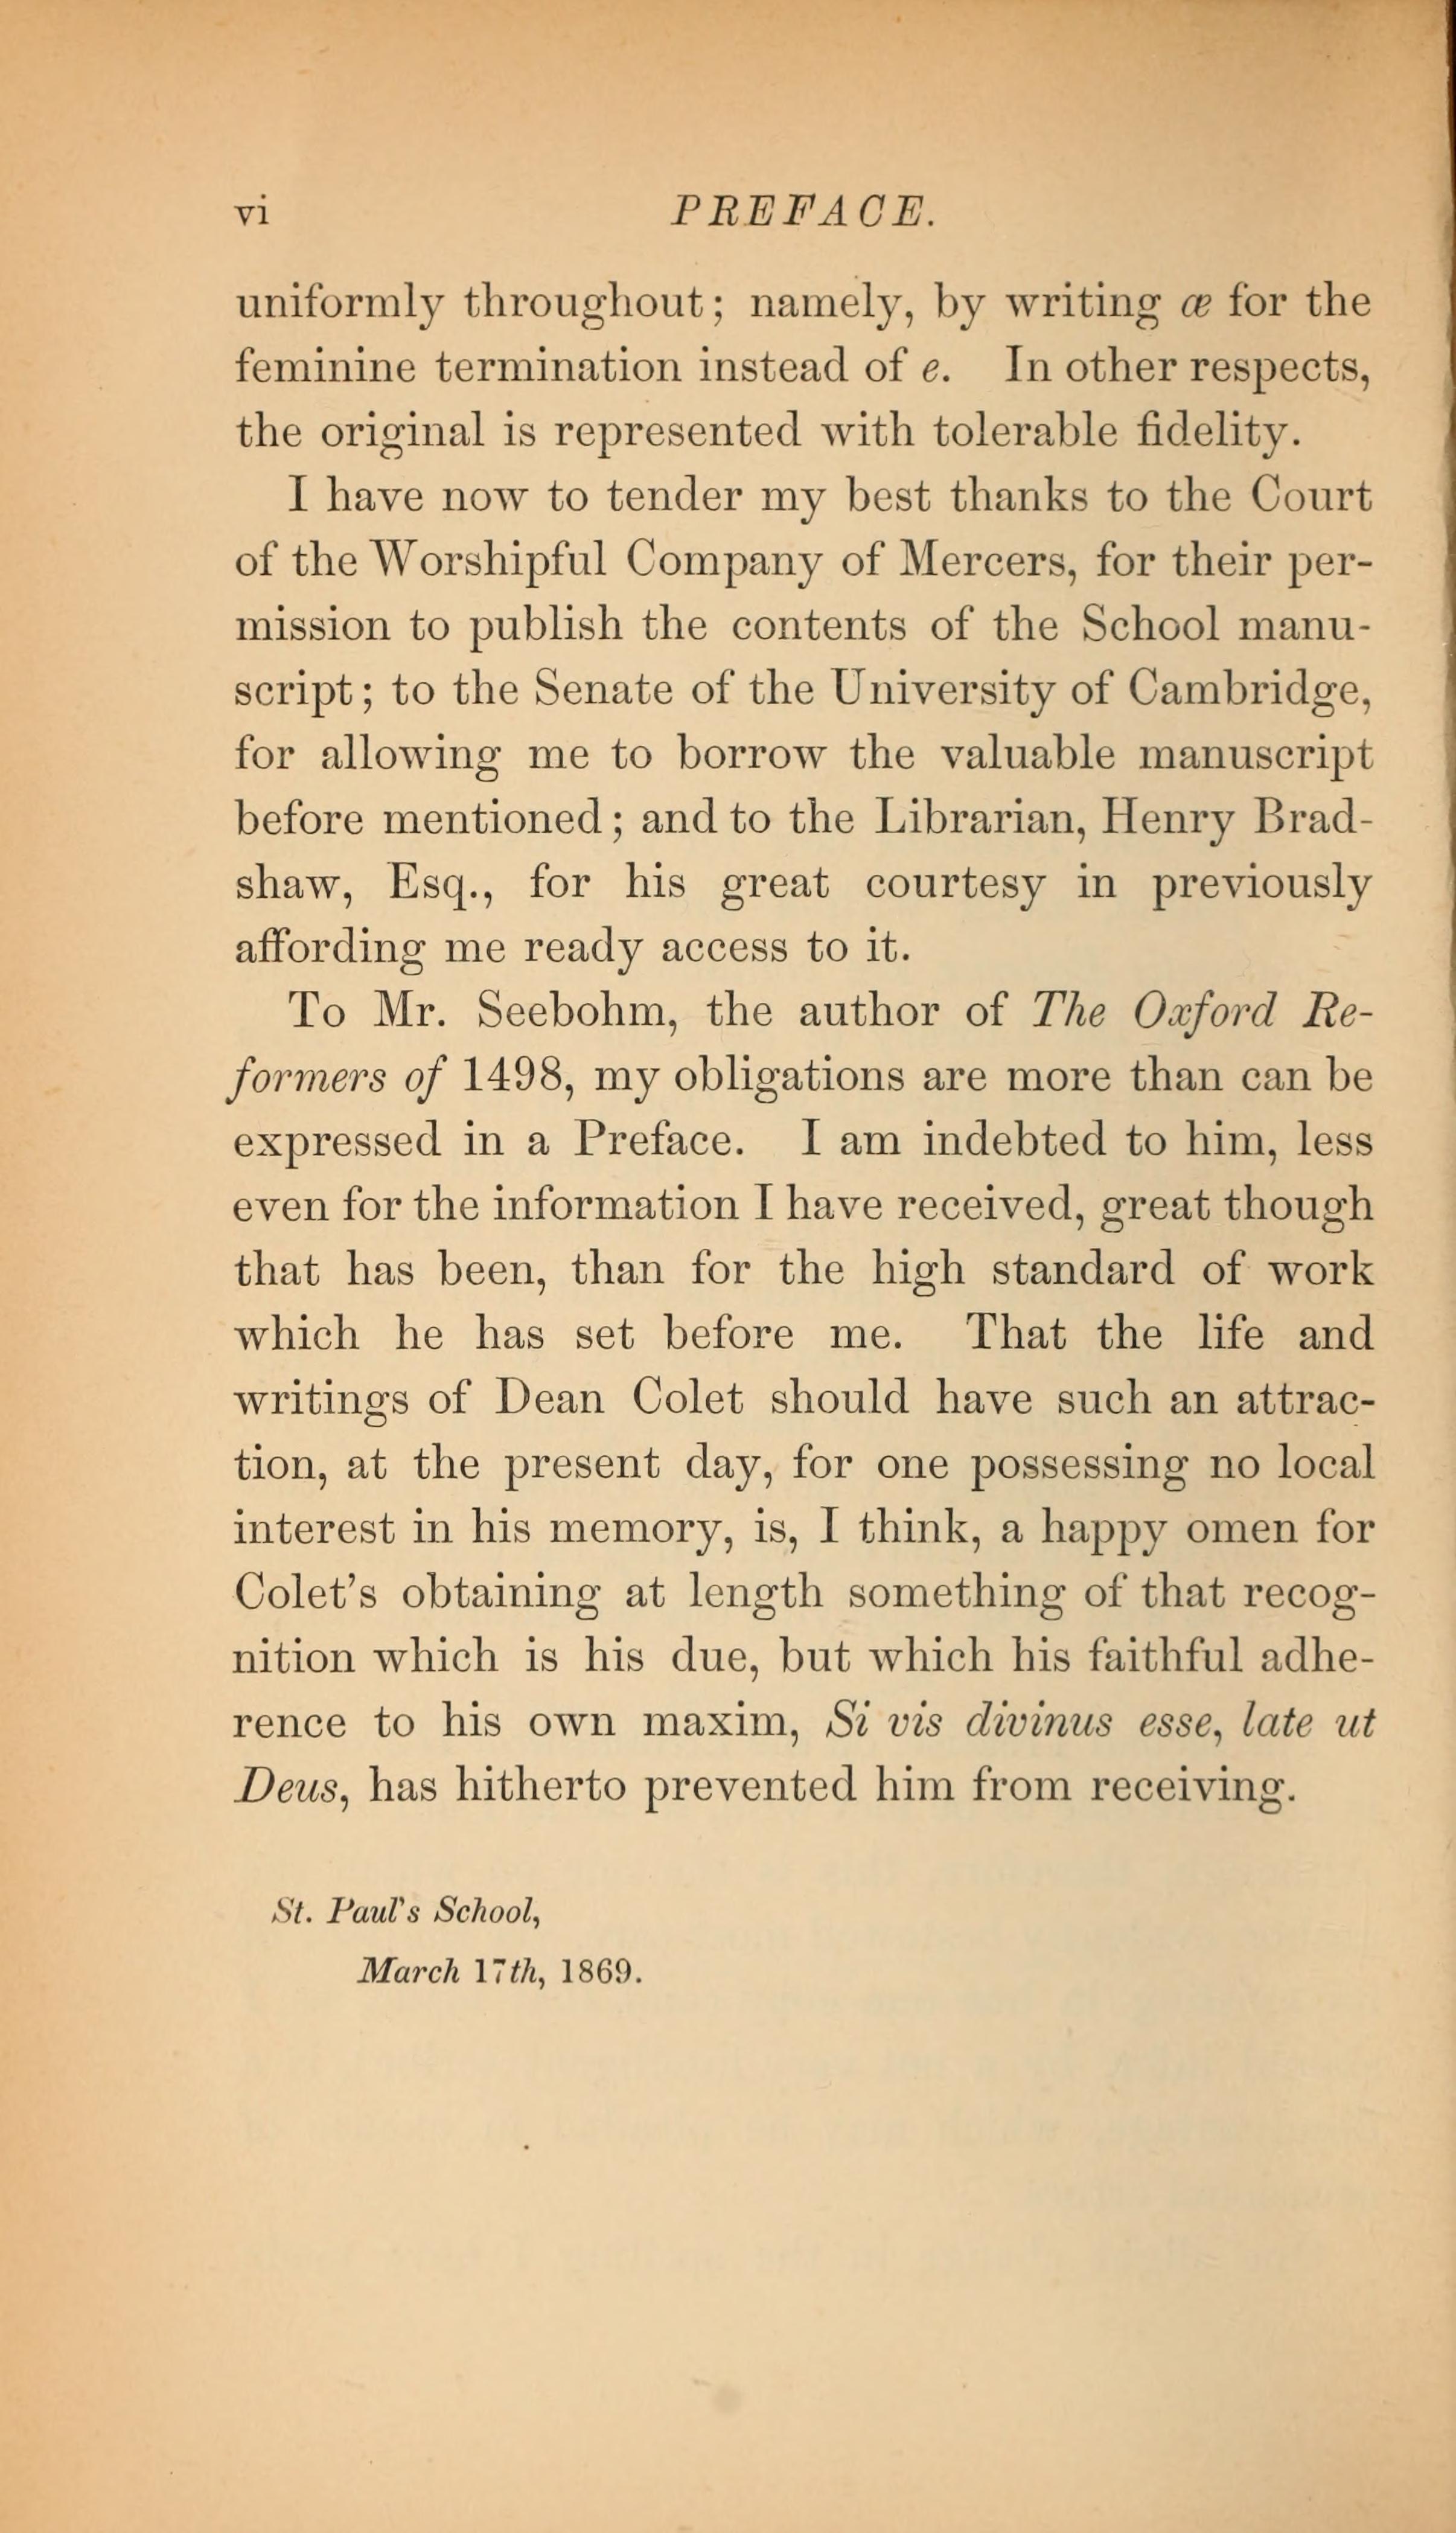 vi PREFACE.
uniformly throughout; namely, by writing æ for the
feminine termination instead of e. In other respects,
the original is represented with tolerable fidelity.
I have now to tender my best thanks to the Court
of the Worshipful Company of Mercers, for their per-
mission to publish the contents of the School manu-
script; to the Senate of the University of Cambridge,
for allowing me to borrow the valuable manuscript
before mentioned; and to the Librarian, Henry Brad-
shaw, Esq., for his great courtesy in previously
affording me ready access to it.
To Mr. Seebohm, the author of The Oxford Re-
formers of 1498, my obligations are more than can be
expressed in a Preface. I am indebted to him, less
even for the information I have received, great though
that has been, than for the high standard of work
which he has set before me. That the life and
writings of Dean Colet should have such an attrac-
tion, at the present day, for one possessing no local
interest in his memory, is, I think, a happy omen for
Colet's obtaining at length something of that recog-
nition which is his due, but which his faithful adhe-
rence to his own maxim, Si vis divinus esse, late ut
Deus, has hitherto prevented him from receiving.
St. Paul's School,
March 17th, 1869.